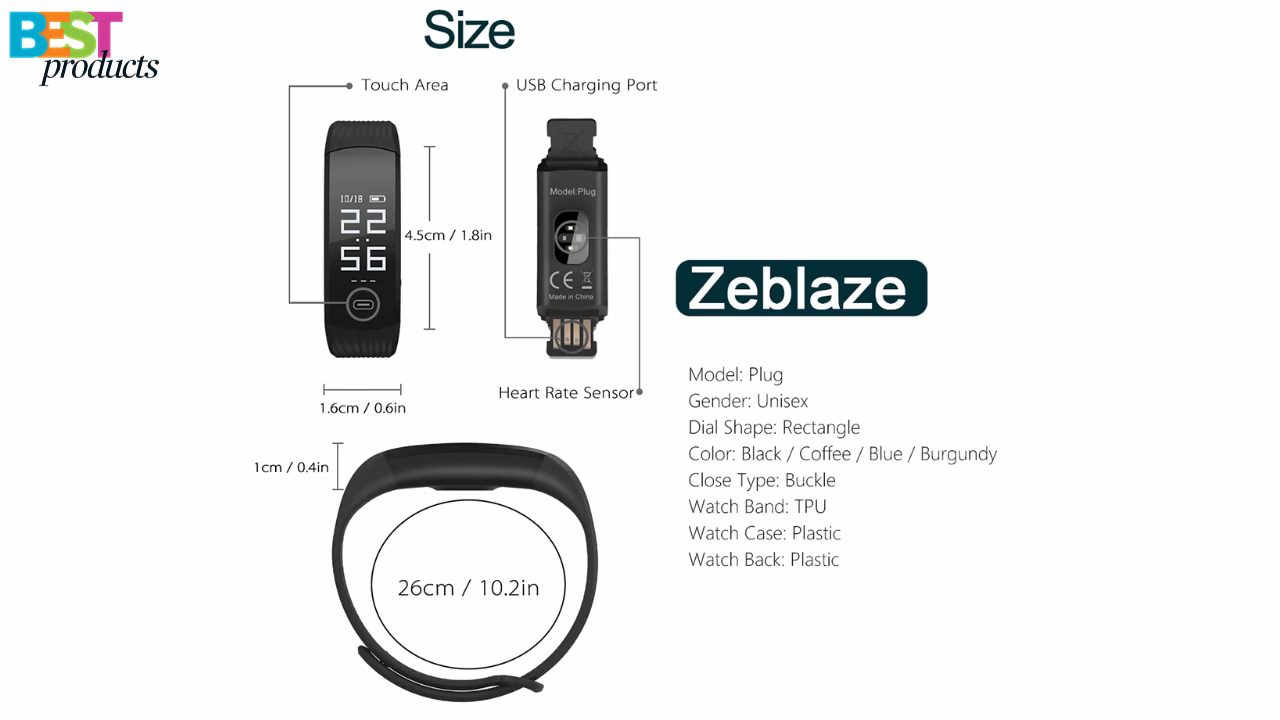 BEST
products
Size
Touch Area
USB Charging Port
10/18
22
56
4.5cm / 1.8in
Model:Plug
CE
Made in China
Heart Rate Sensor
1.6cm / 0.6in
1cm / 0.4in
26cm / 10.2in
Zeblaze
Model: Plug
Gender: Unisex
Dial Shape: Rectangle
Color: Black / Coffee / Blue / Burgundy
Close Type: Buckle
Watch Band: TPU
Watch Case: Plastic
Watch Back: Plastic